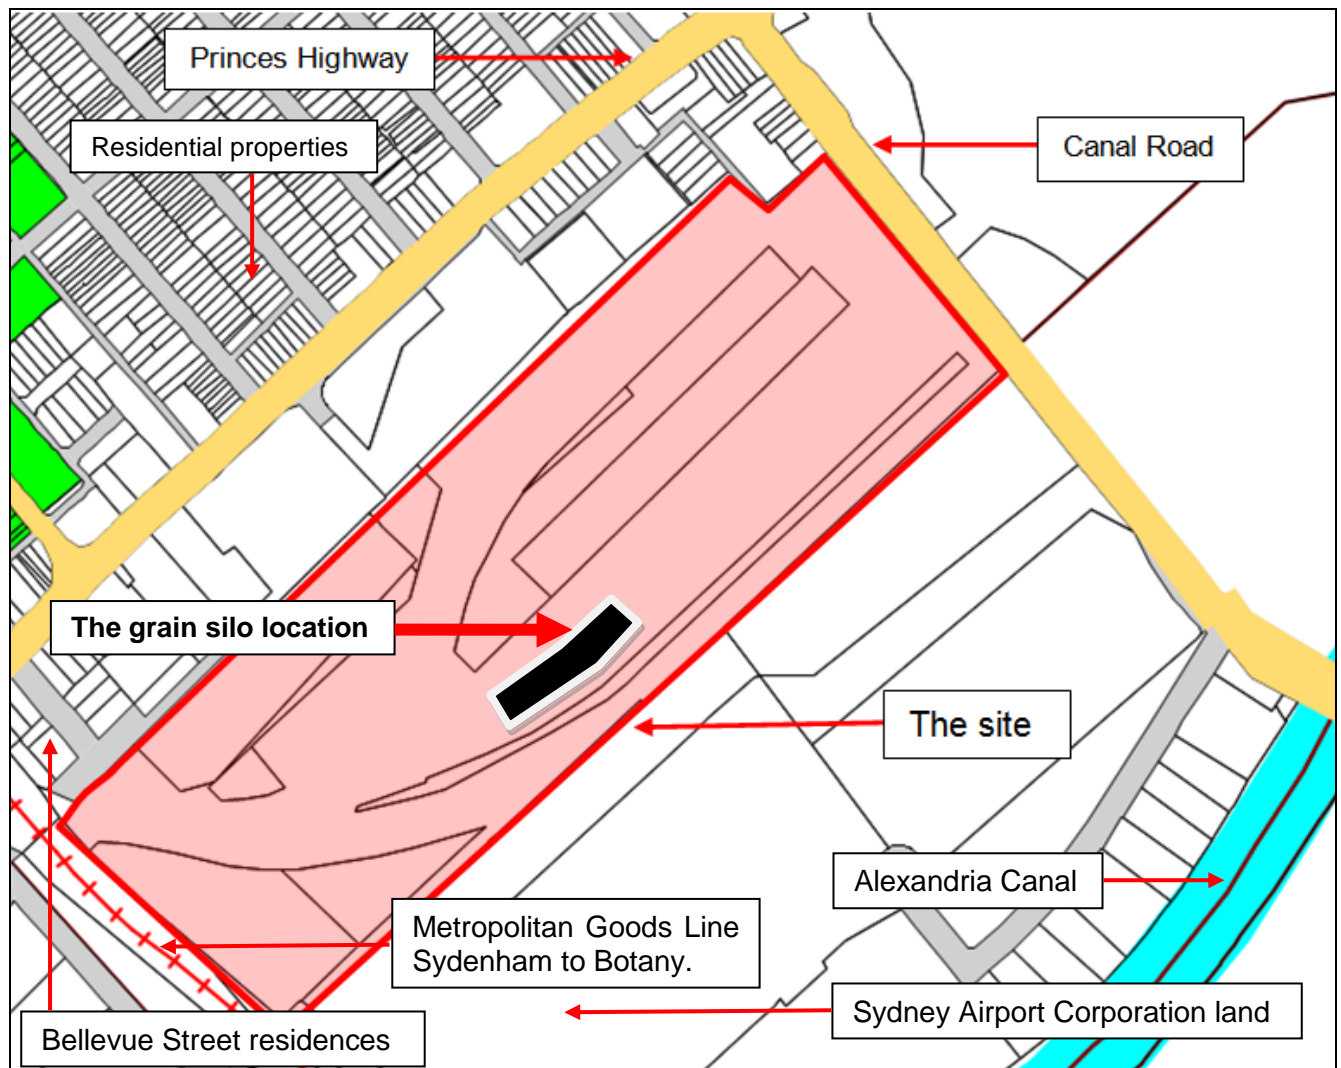 Princes Highway
Residential properties
Canal Road
The grain silo location
The site
Alexandria Canal
Metropolitan Goods Line
Sydenham to Botany.
Sydney Airport Corporation land
Bellevue Street residences